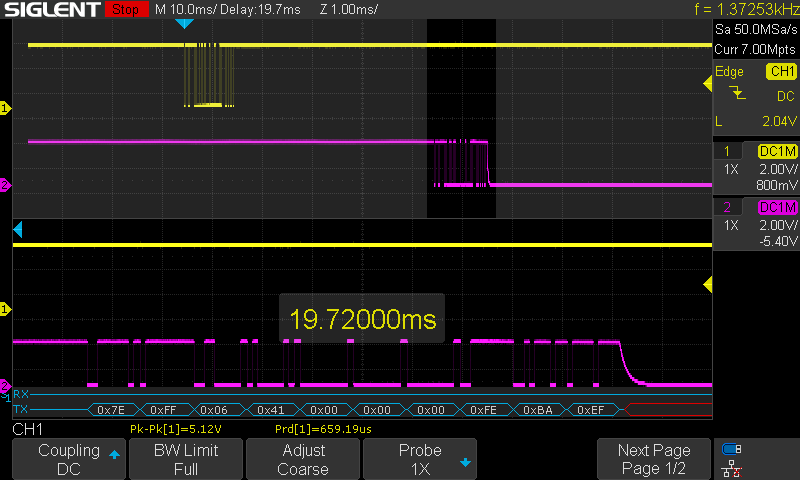 SIGLENT Stop M 10.0ms/ Delay:19.7ms Z 1.00ms/ f = 1.37253kHz
Sa 50.0MSa/s
Curr 7.00Mpts
Edge CH1
DC
L 2.04V
1 DC1M
1X 2.00V/
800mV
2 DC1M
1X 2.00V/
-5.40V
1
2
1
19.72000ms
2
S1 RX
TX 0x7E 0xFF 0x06 0x41 0x00 0x00 0x00 0xFE 0xBA 0xEF
CH1 Pk-Pk[1]=5.12V Prd[1]=659.19us
Coupling DC
BW Limit Full
Adjust Coarse
Probe 1X
Next Page Page 1/2